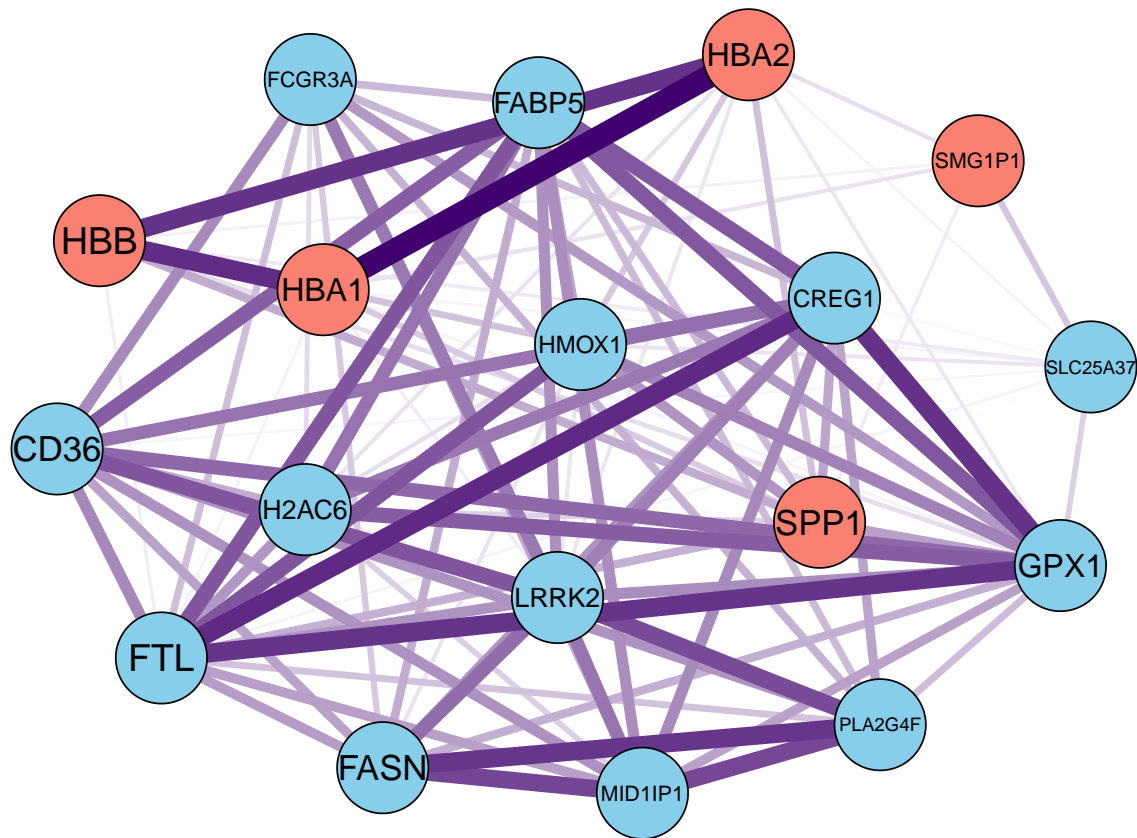 HBA2
FCGR3A
FABP5
SMG1P1
HBB
HBA1
CREG1
HMOX1
SLC25A37
CD36
H2AC6
SPP1
GPX1
LRRK2
FTL
PLA2G4F
FASN
MID1IP1